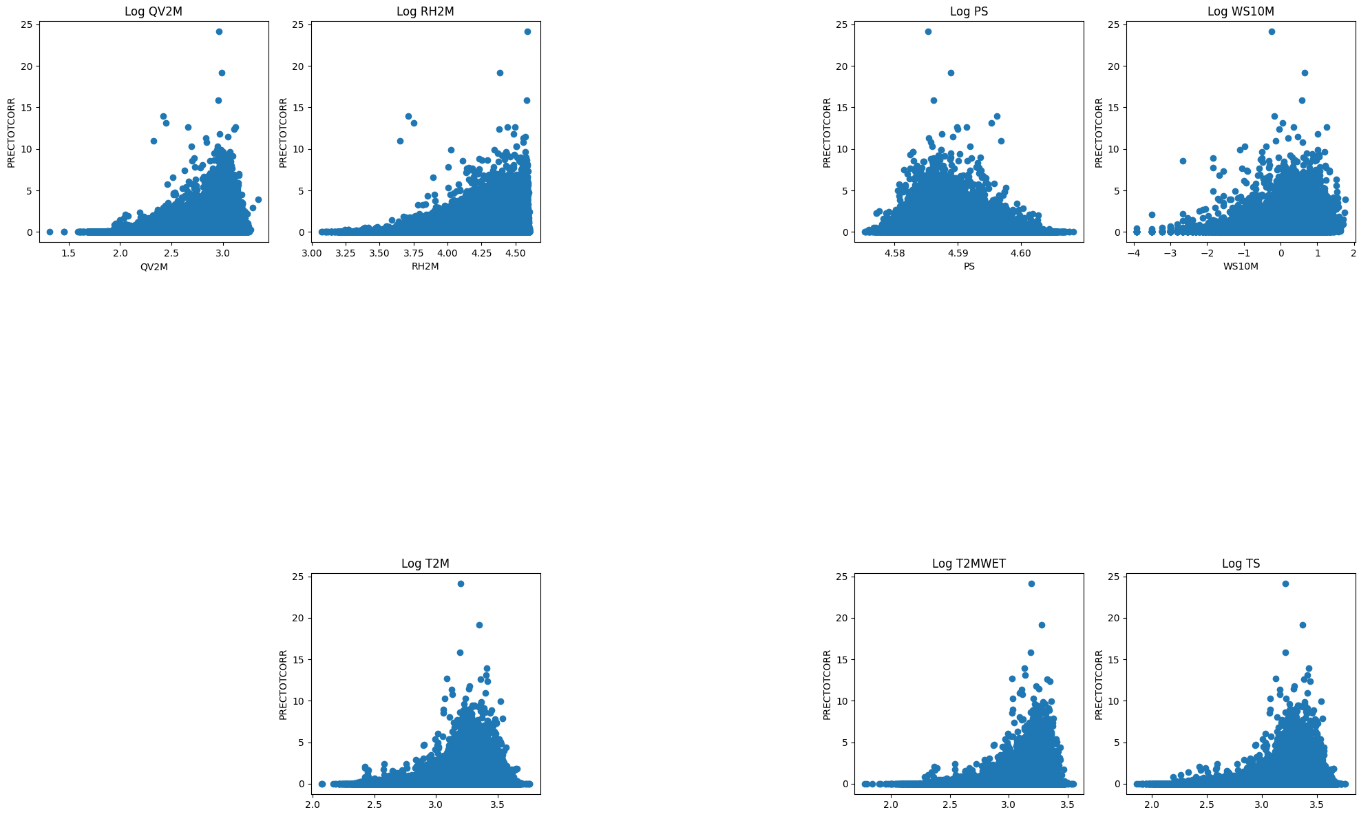 Log QV2M
PRECTOTCORR
25
20
15
10
5
0
1.5 2.0 2.5 3.0
QV2M
Log RH2M
PRECTOTCORR
25
20
15
10
5
0
3.00 3.25 3.50 3.75 4.00 4.25 4.50
RH2M
Log PS
PRECTOTCORR
25
20
15
10
5
0
4.58 4.59 4.60
PS
Log WS10M
PRECTOTCORR
25
20
15
10
5
0
−4 −3 −2 −1 0 1 2
WS10M
Log T2M
PRECTOTCORR
25
20
15
10
5
0
2.0 2.5 3.0 3.5
Log T2MWET
PRECTOTCORR
25
20
15
10
5
0
2.0 2.5 3.0 3.5
Log TS
PRECTOTCORR
25
20
15
10
5
0
2.0 2.5 3.0 3.5